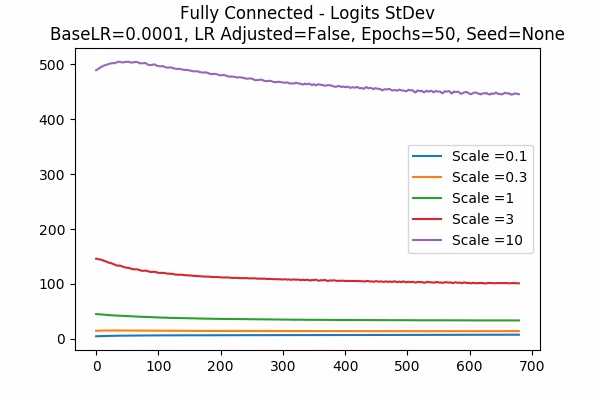 Fully Connected - Logits StDev
BaseLR=0.0001, LR Adjusted=False, Epochs=50, Seed=None
500
400
300
200
100
0
Scale =0.1
Scale =0.3
Scale =1
Scale =3
Scale =10
0 100 200 300 400 500 600 700